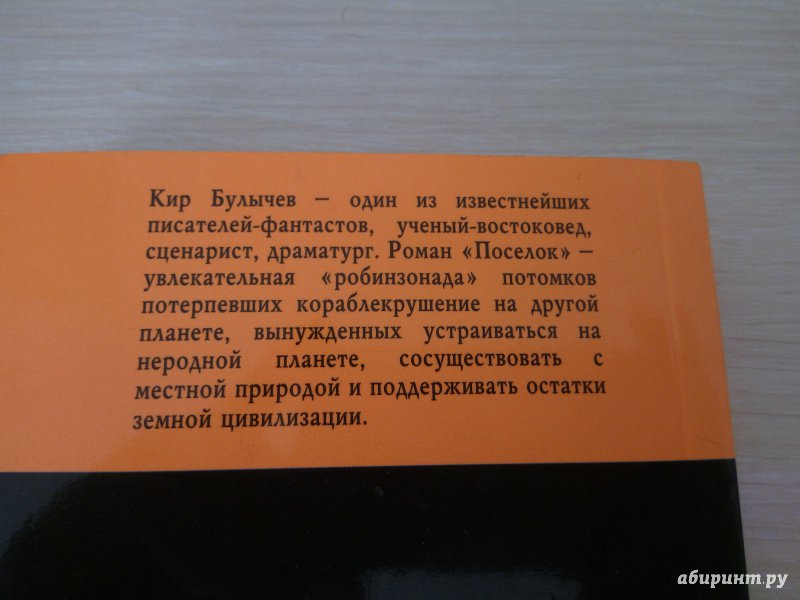 Кир Булычев – один из известнейших
писателей-фантастов, ученый-востоковед,
сценарист, драматург. Роман «Поселок» –
увлекательная «робинзонада» потомков
потерпевших кораблекрушение на другой
планете, вынужденных устраиваться на
неродной планете, сосуществовать с
местной природой и поддерживать остатки
земной цивилизации.
абиринт.ру